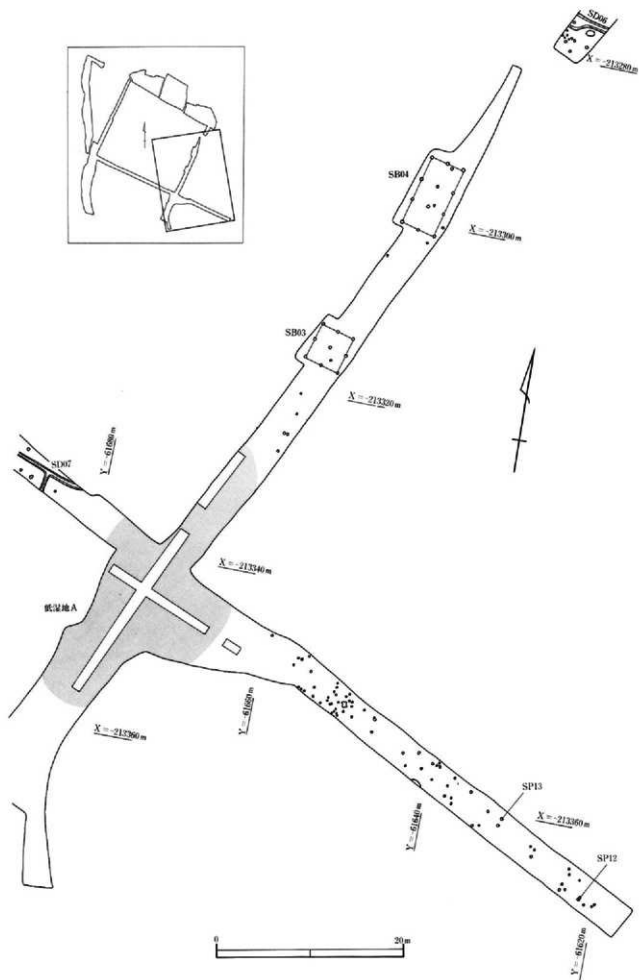 SD06
X=-213280m
SB04
X=-213300m
SB03
X=-213320m
Y=-61680m
SD07
X=-213340m
低湿地A
Y=-61660m
X=-213360m
SP13
X=-213360m
Y=-61640m
SP12
Y=-61620m
0
20m